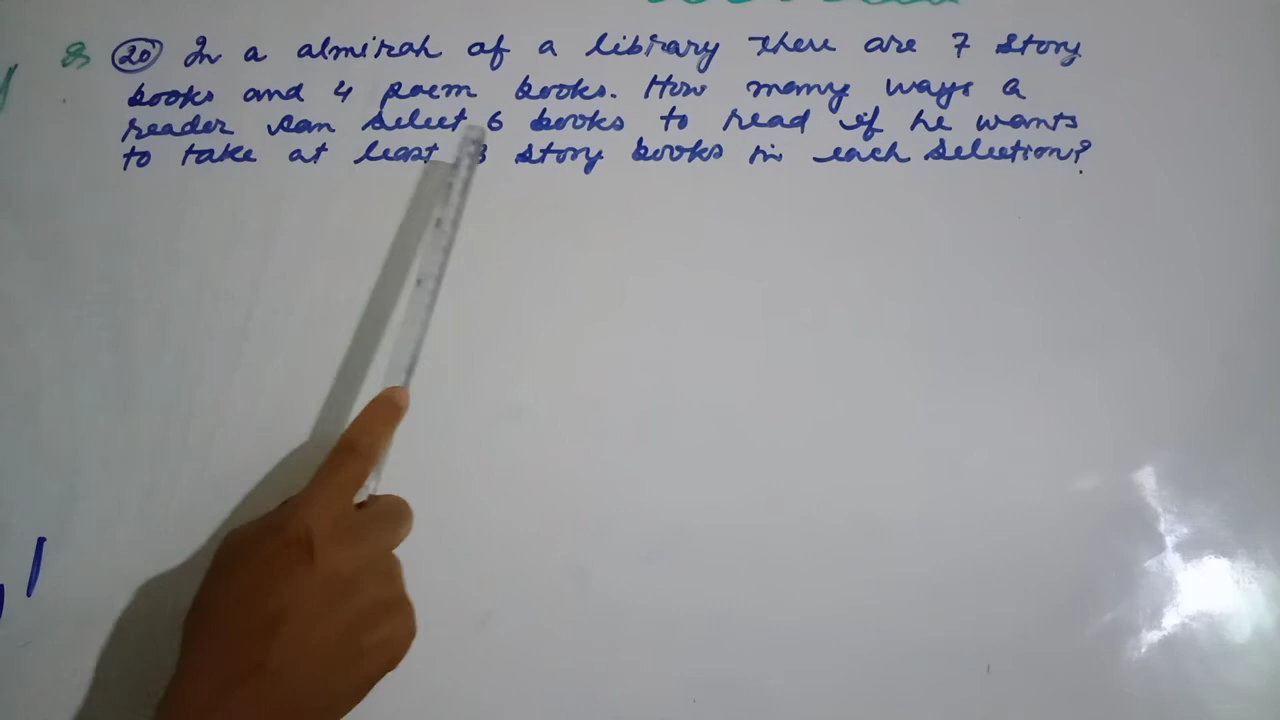 Q (20) In a almirah of a library there are 7 story
books and 4 poem books. How many ways a
reader can select 6 books to read if he wants
to take at least story books in each selection?